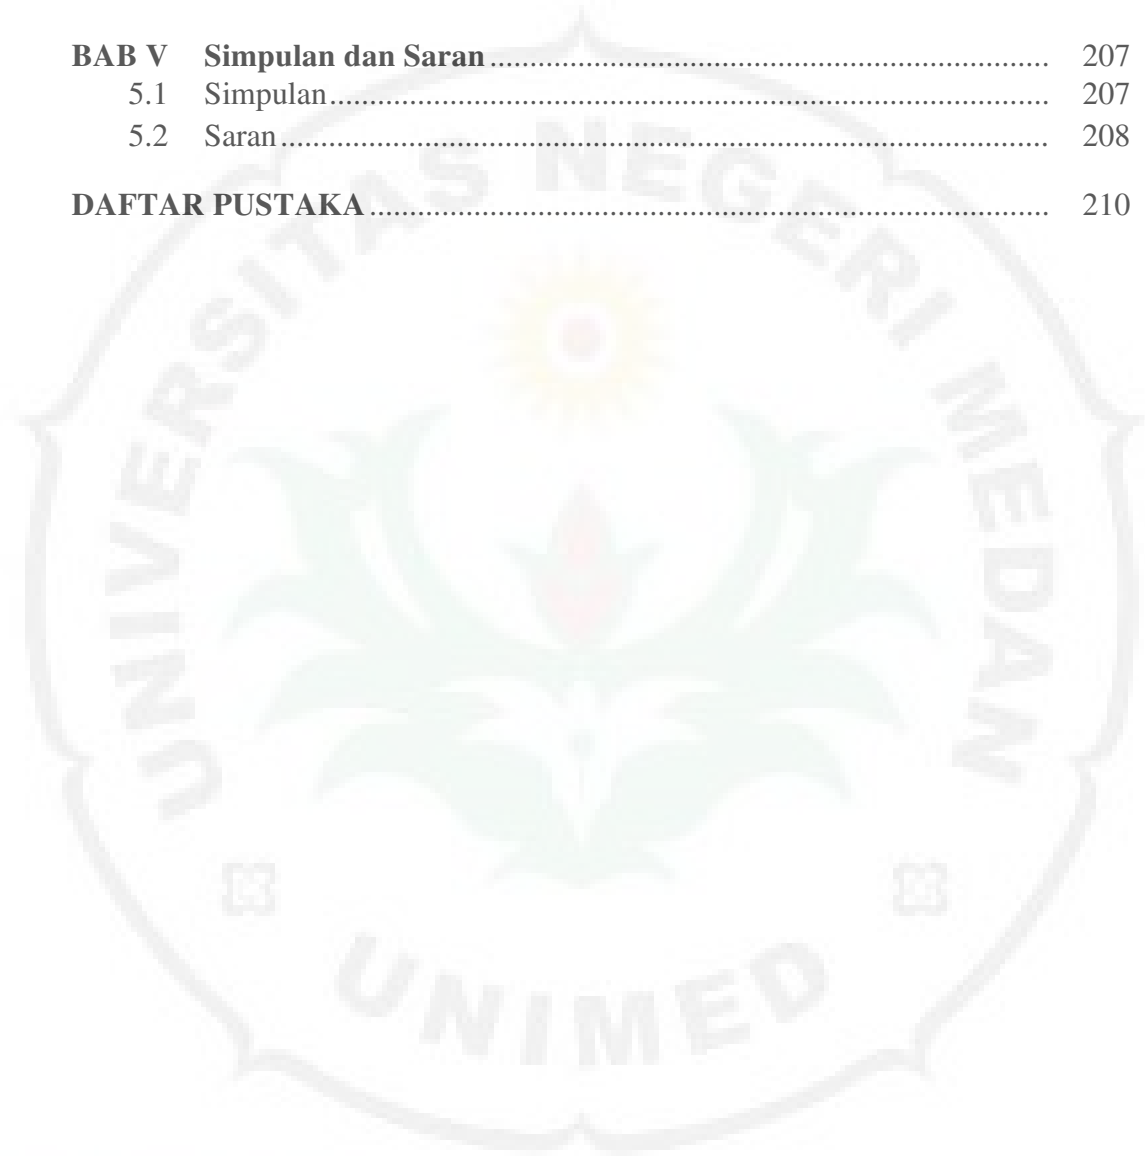 BAB V Simpulan dan Saran ........................................................................ 207
5.1 Simpulan............................................................................................ 207
5.2 Saran.................................................................................................. 208
DAFTAR PUSTAKA ....................................................................................... 210
UNIVERSITAS NEGERI MEDAN
UNIMED